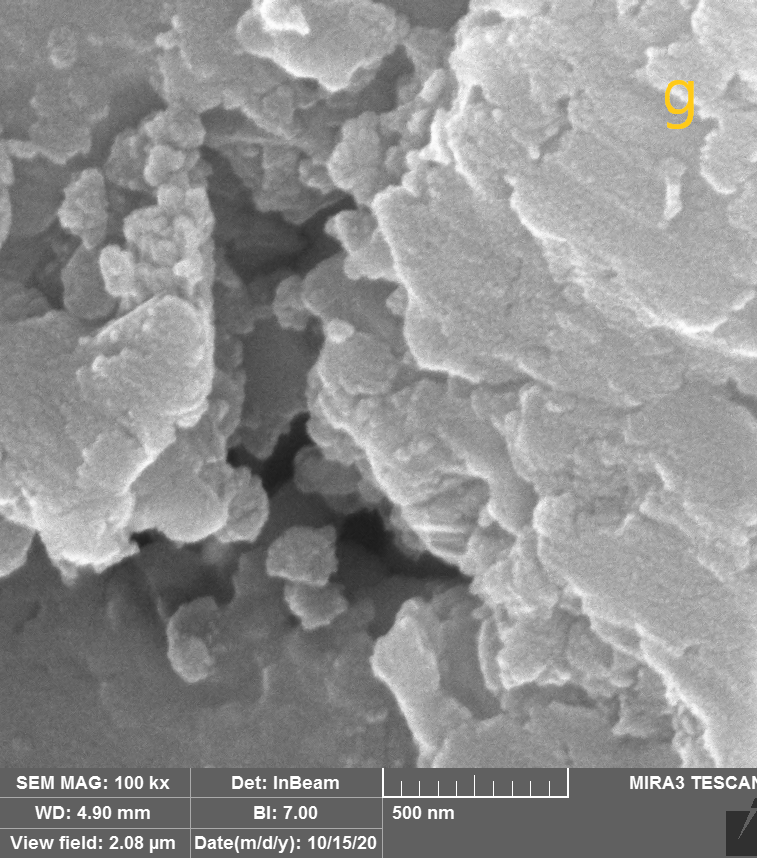 g
SEM MAG: 100 kx Det: InBeam MIRA3 TESCAN
WD: 4.90 mm BI: 7.00 500 nm
View field: 2.08 µm Date(m/d/y): 10/15/20